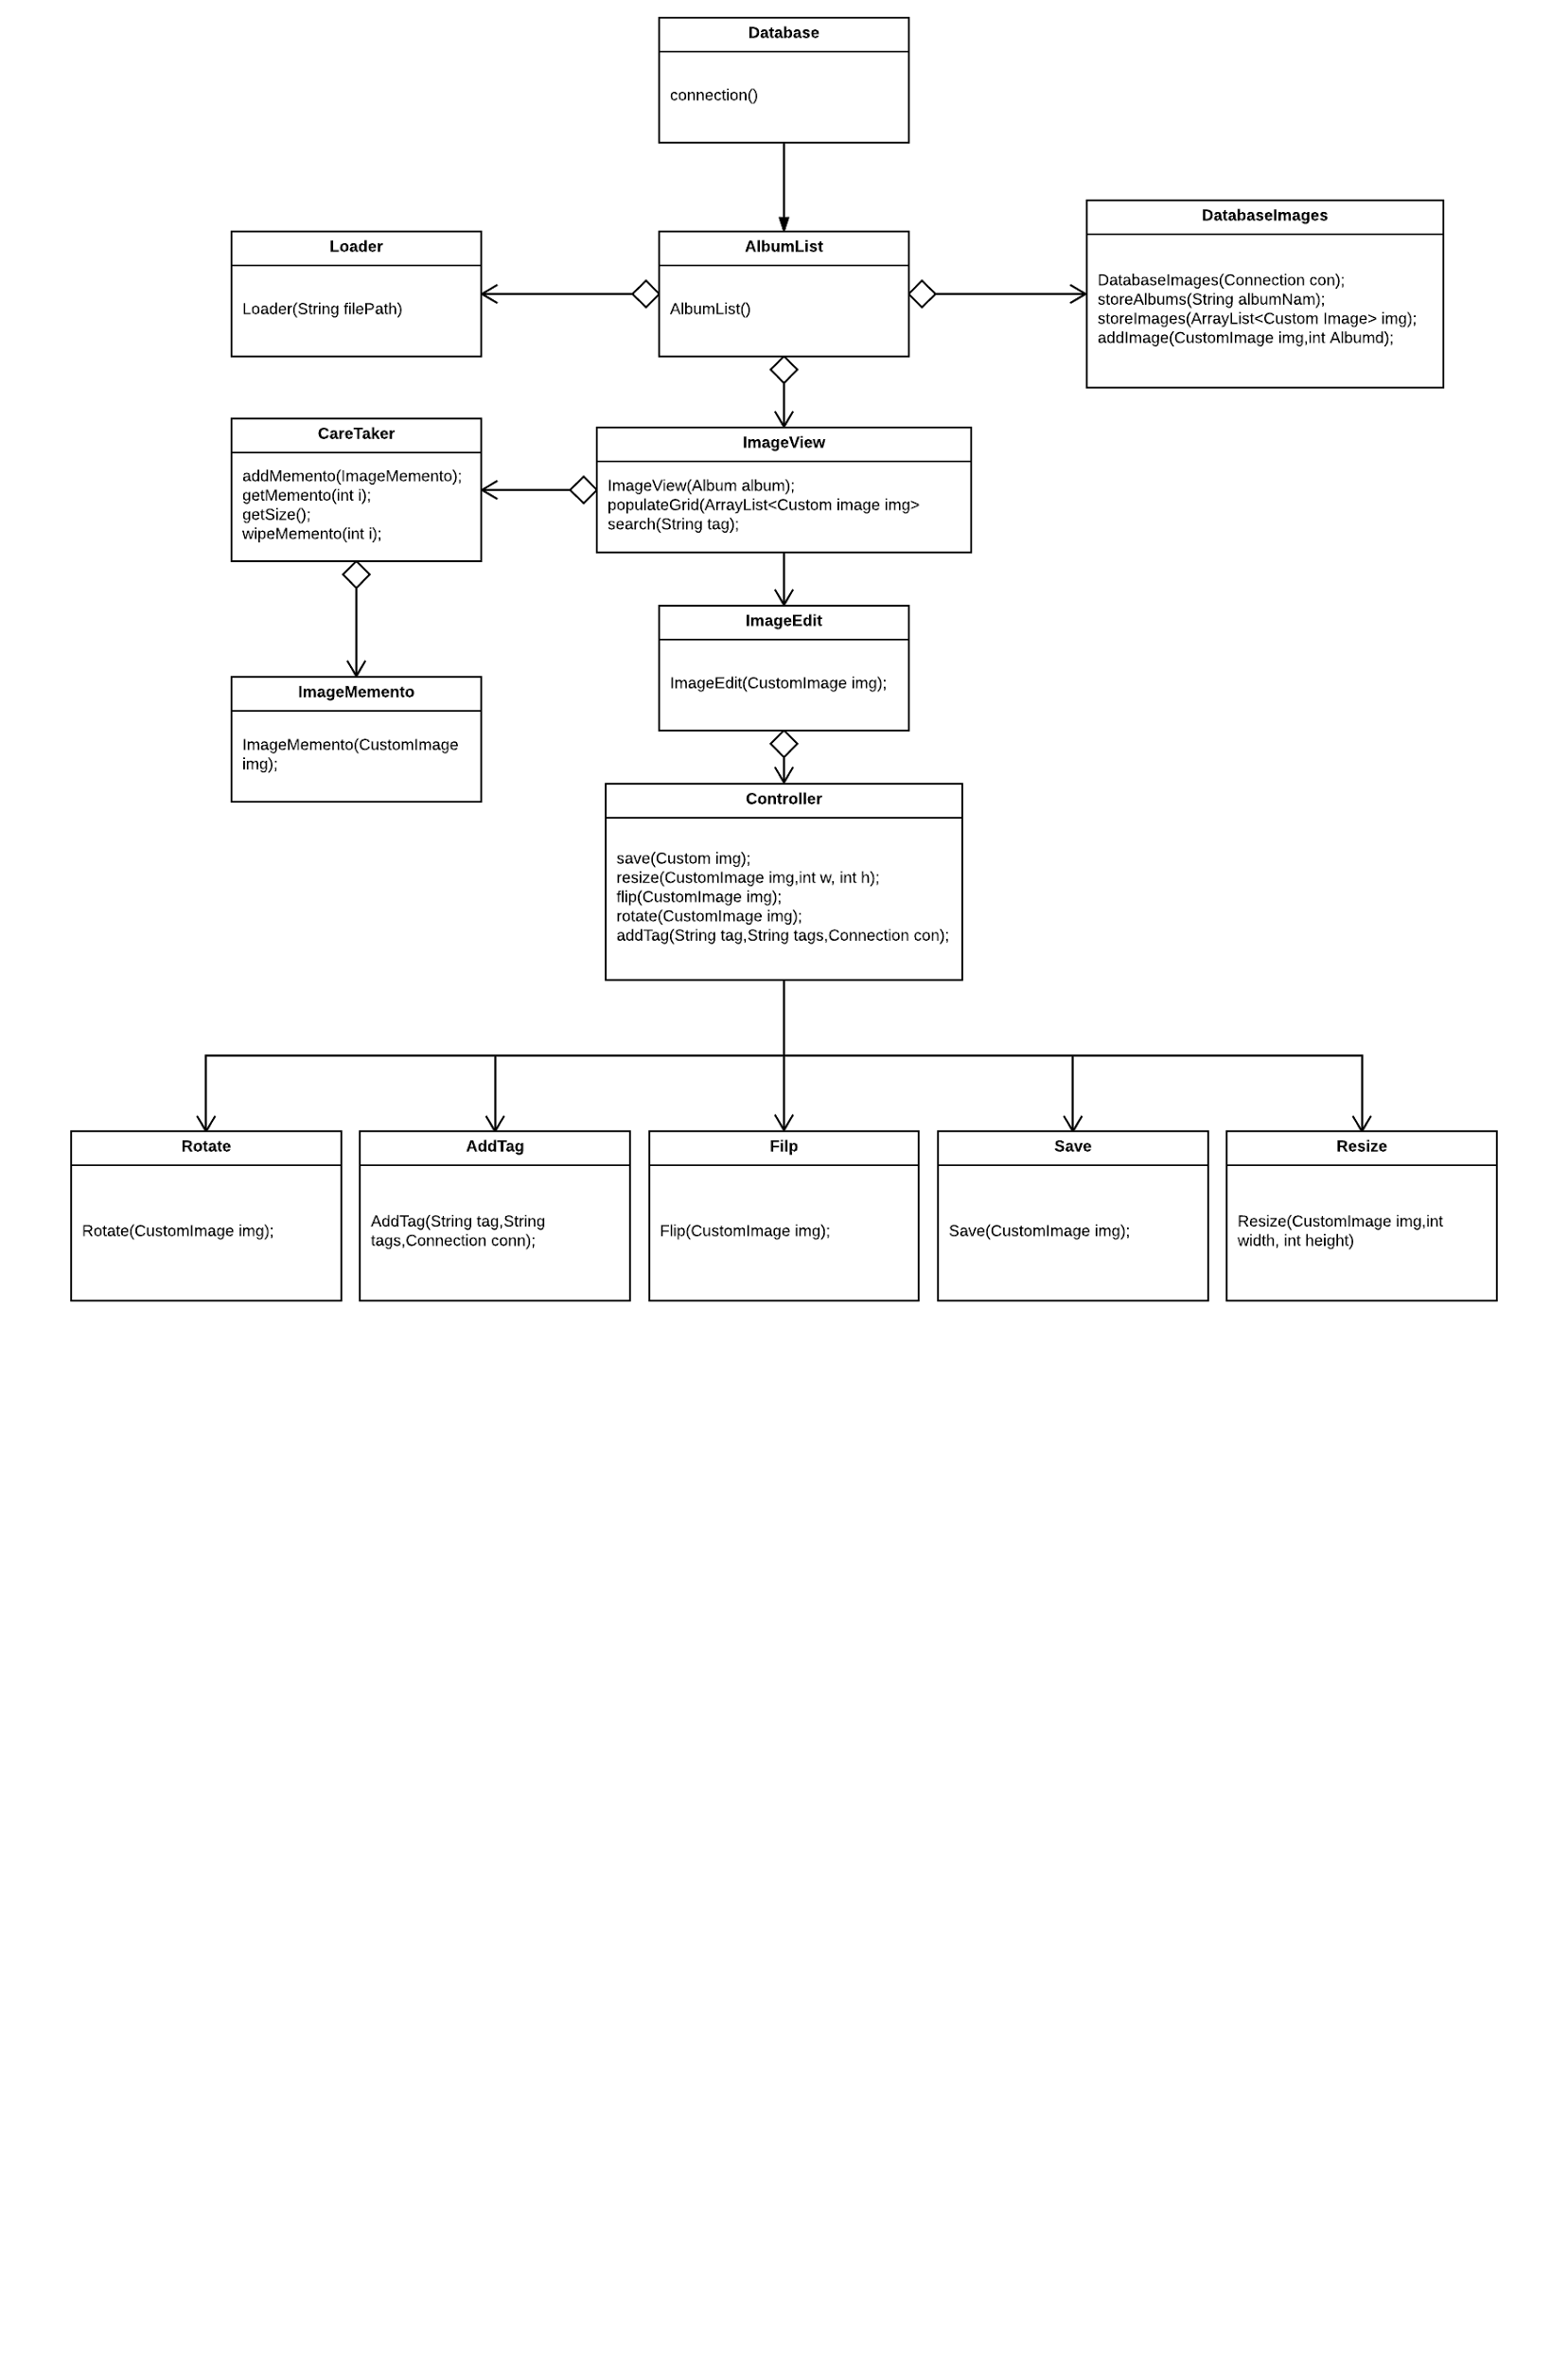 Database
connection()
Loader
Loader(String filePath)
AlbumList
AlbumList()
DatabaseImages
DatabaseImages(Connection con);
storeAlbums(String albumNam);
storeImages(ArrayList<Custom Image> img);
addImage(CustomImage img,int Albumd);
CareTaker
addMemento(ImageMemento);
getMemento(int i);
getSize();
wipeMemento(int i);
ImageView
ImageView(Album album);
populateGrid(ArrayList<Custom image img>
search(String tag);
ImageEdit
ImageEdit(CustomImage img);
ImageMemento
ImageMemento(CustomImage
img);
Controller
save(Custom img);
resize(CustomImage img,int w, int h);
flip(CustomImage img);
rotate(CustomImage img);
addTag(String tag,String tags,Connection con);
Rotate
Rotate(CustomImage img);
AddTag
AddTag(String tag,String
tags,Connection conn);
Filp
Flip(CustomImage img);
Save
Save(CustomImage img);
Resize
Resize(CustomImage img,int
width, int height)